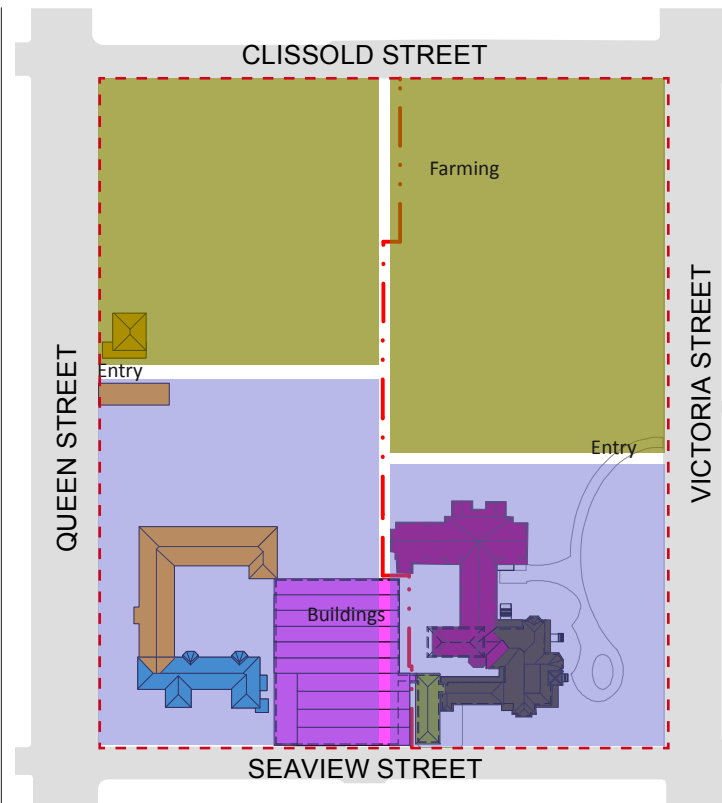 CLISSOLD STREET
Farming
QUEEN STREET
VICTORIA STREET
Entry
Entry
Buildings
SEAVIEW STREET